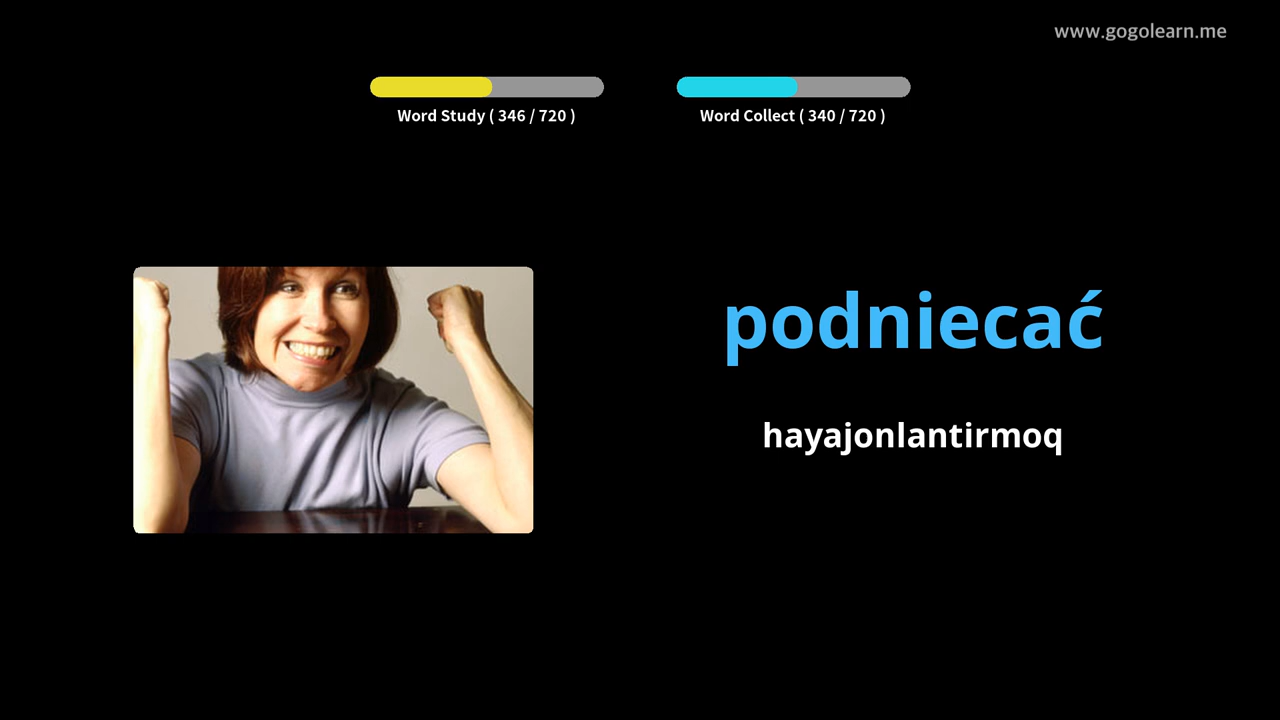 www.gogolearn.me
Word Study ( 346 / 720 )
Word Collect ( 340 / 720 )
podniecać
hayajonlantirmoq